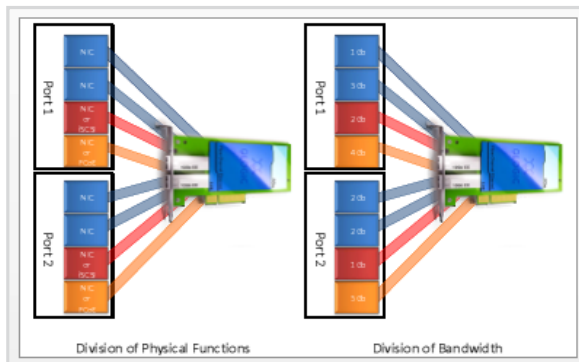 Port 1
NIC
NIC
NIC
or
iSCSI
NIC
or
FCoE
Port 2
NIC
NIC
NIC
or
iSCSI
NIC
or
FCoE
Division of Physical Functions
Port 1
1 Gb
3 Gb
2 Gb
4 Gb
Port 2
2 Gb
2 Gb
1 Gb
5 Gb
Division of Bandwidth